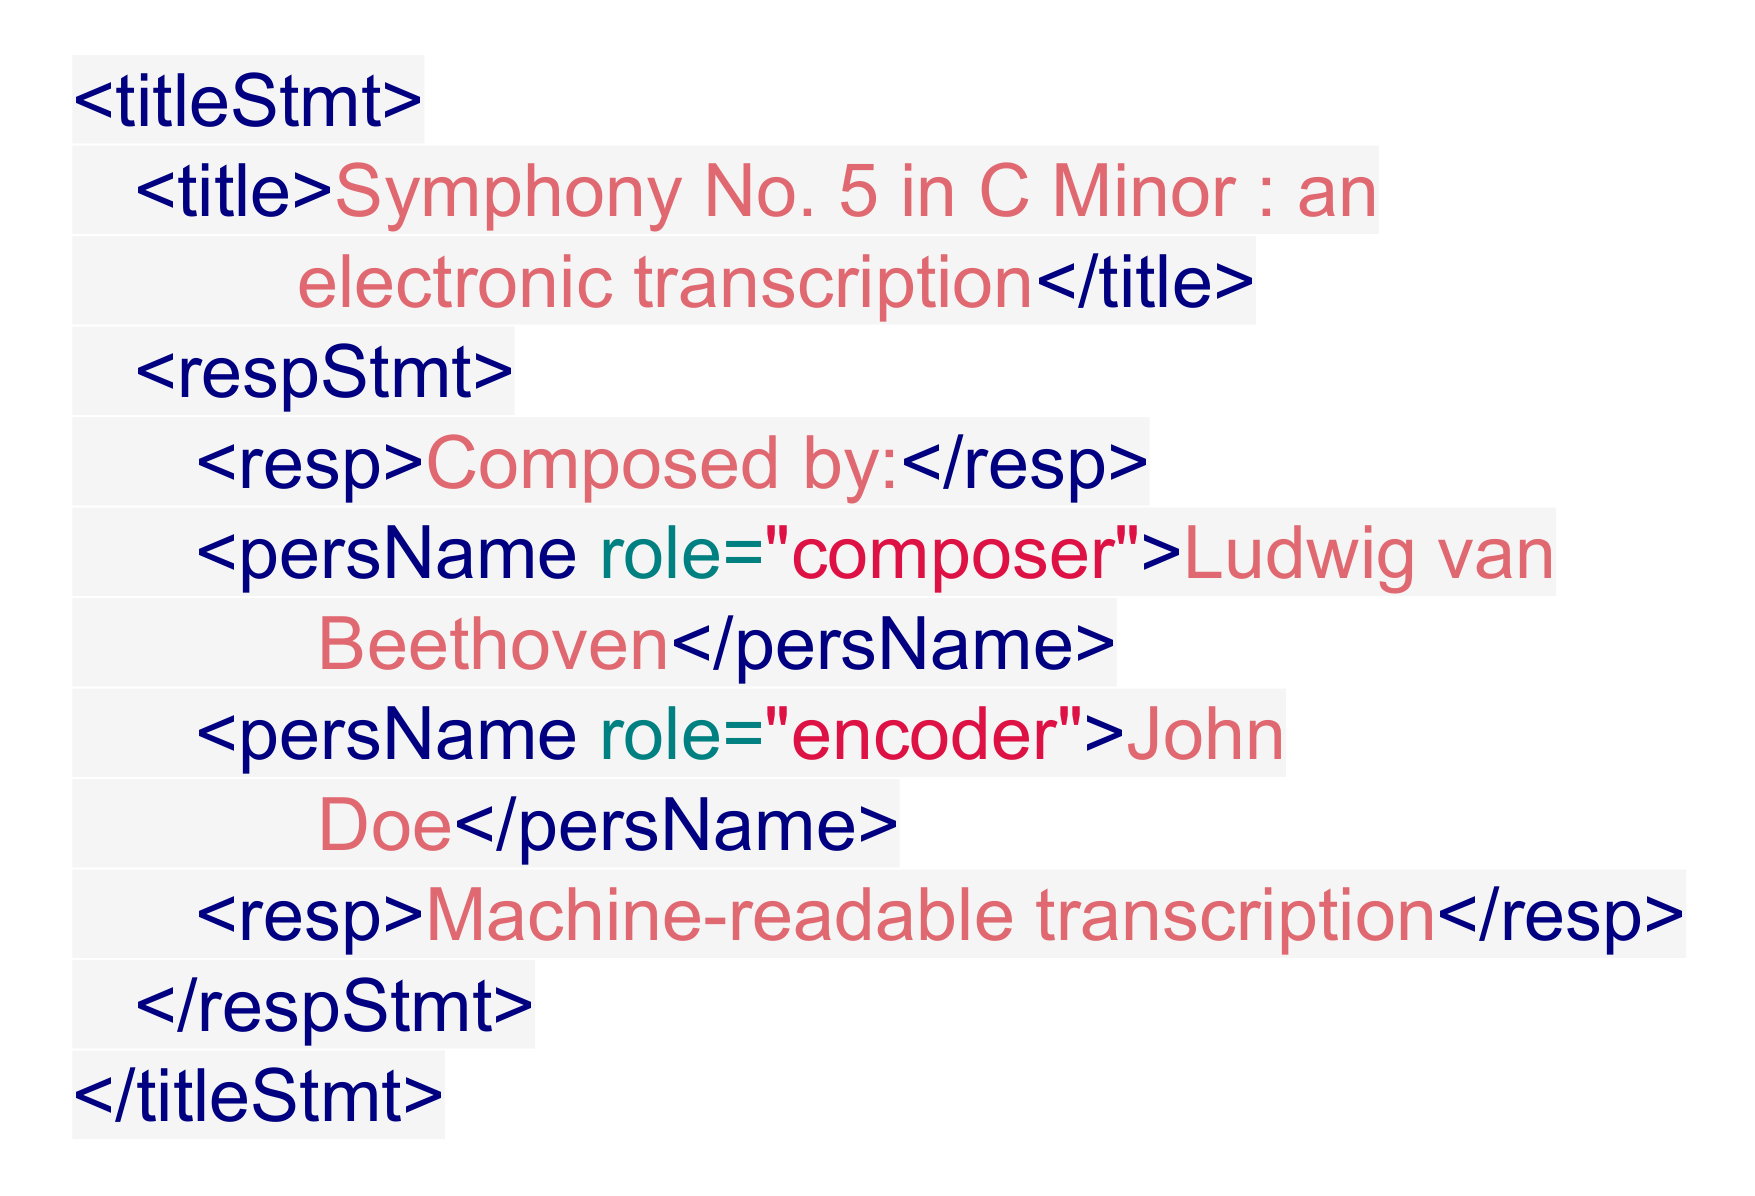 <titleStmt>
<title>Symphony No. 5 in C Minor : an
electronic transcription</title>
<respStmt>
<resp>Composed by:</resp>
<persName role="composer">Ludwig van
Beethoven</persName>
<persName role="encoder">John
Doe</persName>
<resp>Machine-readable transcription</resp>
</respStmt>
</titleStmt>